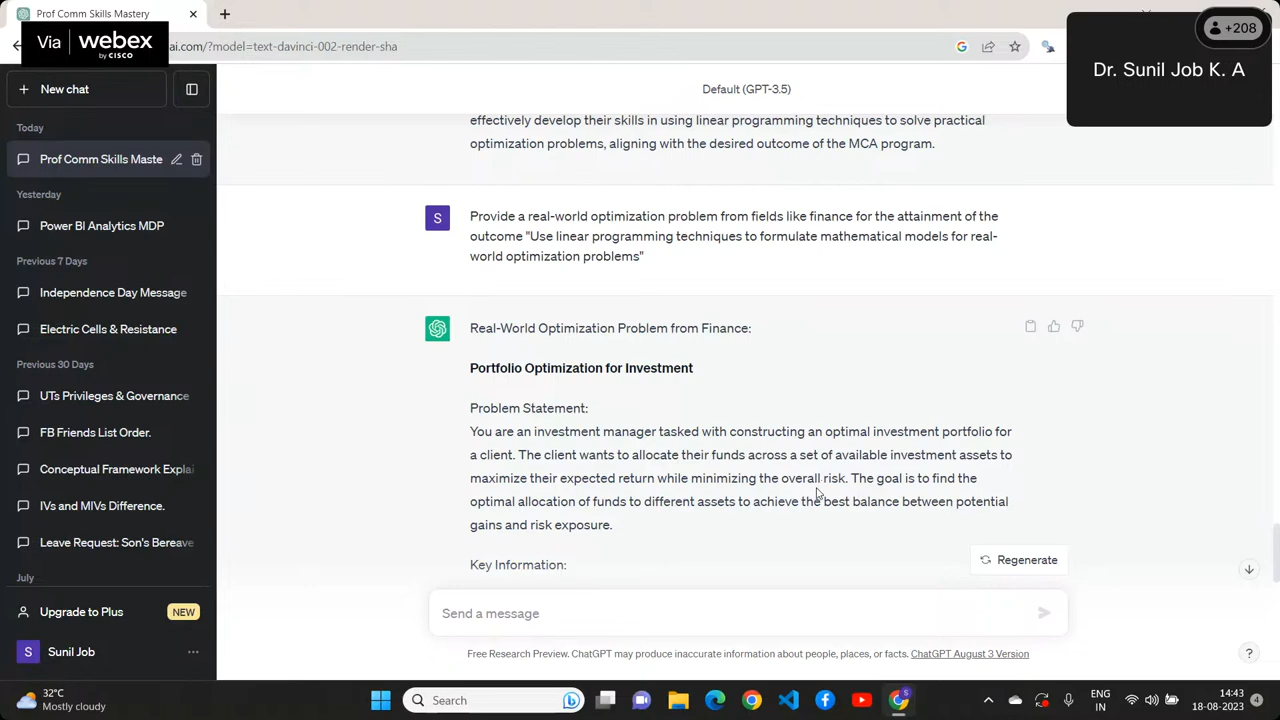 Prof Comm Skills Mastery
Via webex
by CISCO
ai.com/?model=text-davinci-002-render-sha
+208
Dr. Sunil Job K. A
New chat
Today
Prof Comm Skills Maste
Yesterday
Power BI Analytics MDP
Previous 7 Days
Independence Day Message
Electric Cells & Resistance
Previous 30 Days
UTs Privileges & Governance
FB Friends List Order.
Conceptual Framework Explai
IVs and MIVs Difference.
Leave Request: Son's Bereave
July
Upgrade to Plus NEW
S Sunil Job
Default (GPT-3.5)
effectively develop their skills in using linear programming techniques to solve practical
optimization problems, aligning with the desired outcome of the MCA program.
S
Provide a real-world optimization problem from fields like finance for the attainment of the
outcome “Use linear programming techniques to formulate mathematical models for real-
world optimization problems”
Real-World Optimization Problem from Finance:
Portfolio Optimization for Investment
Problem Statement:
You are an investment manager tasked with constructing an optimal investment portfolio for
a client. The client wants to allocate their funds across a set of available investment assets to
maximize their expected return while minimizing the overall risk. The goal is to find the
optimal allocation of funds to different assets to achieve the best balance between potential
gains and risk exposure.
Key Information:
Regenerate
Send a message
Free Research Preview. ChatGPT may produce inaccurate information about people, places, or facts. ChatGPT August 3 Version
?
32°C
Mostly cloudy
Search
ENG
IN
14:43
18-08-2023
4